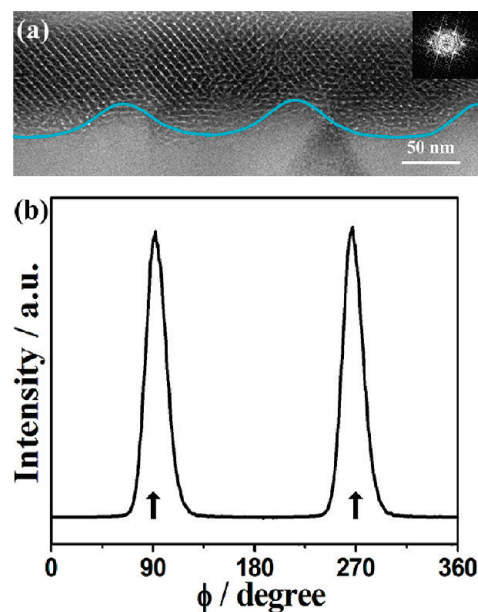 (a)
50 nm
(b)
Intensity / a.u.
0 90 180 270 360
ϕ / degree